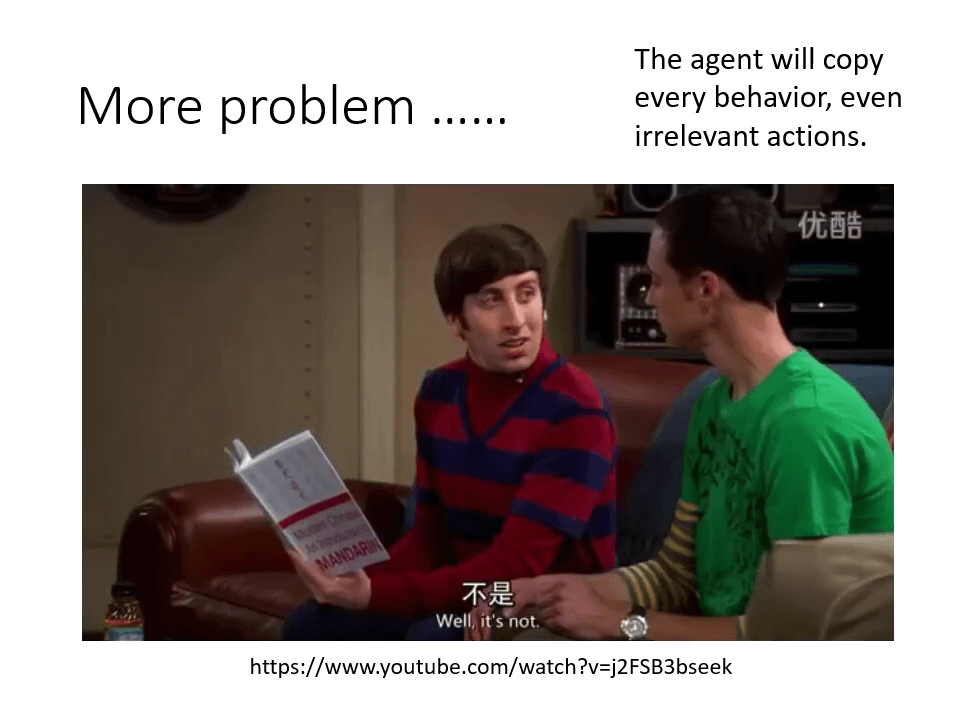 More problem ……
The agent will copy
every behavior, even
irrelevant actions.
优酷
MANDARIN
不是
Well, it's not.
https://www.youtube.com/watch?v=j2FSB3bseek